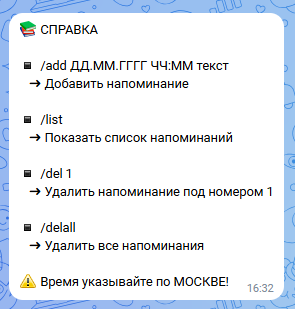 📚 СПРАВКА
▪️ /add ДД.ММ.ГГГГ ЧЧ:ММ текст
➜ Добавить напоминание
▪️ /list
➜ Показать список напоминаний
▪️ /del 1
➜ Удалить напоминание под номером 1
▪️ /delall
➜ Удалить все напоминания
⚠️ Время указывайте по МОСКВЕ!
16:32